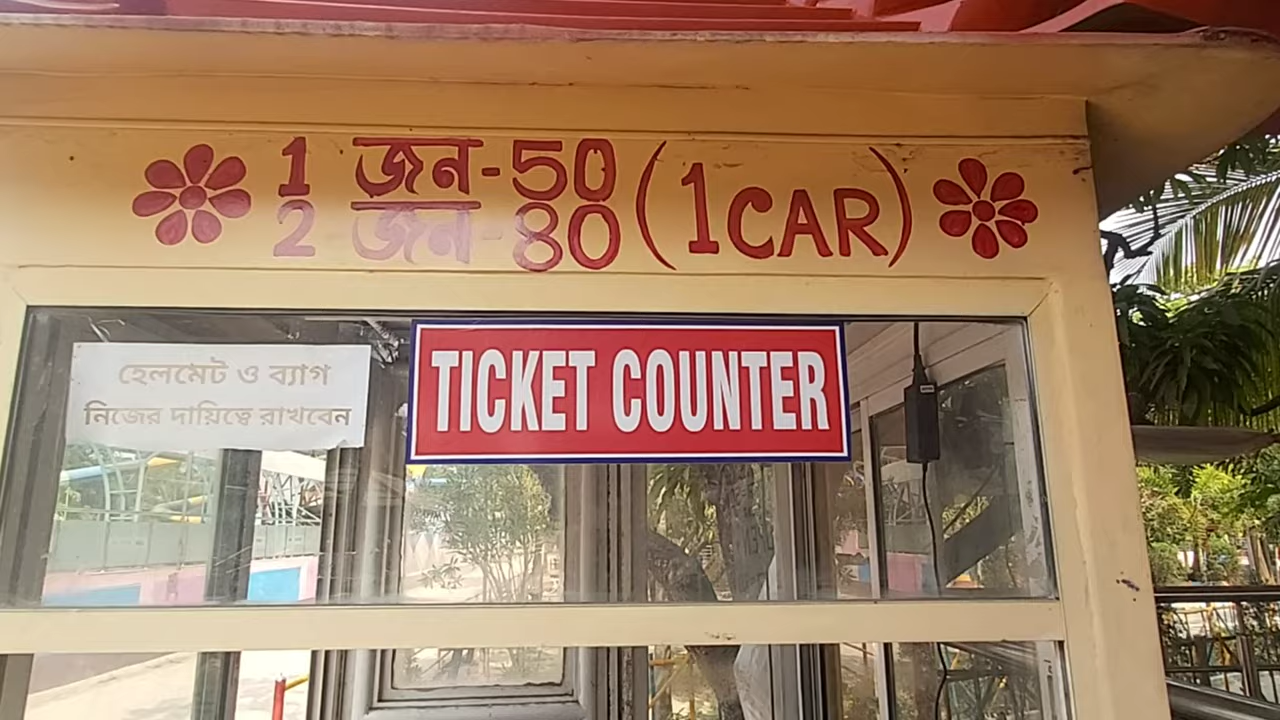 1 জন-50 (1CAR)
2 জন-80
TICKET COUNTER
হেলমেট ও ব্যাগ
নিজের দায়িত্বে রাখবেন